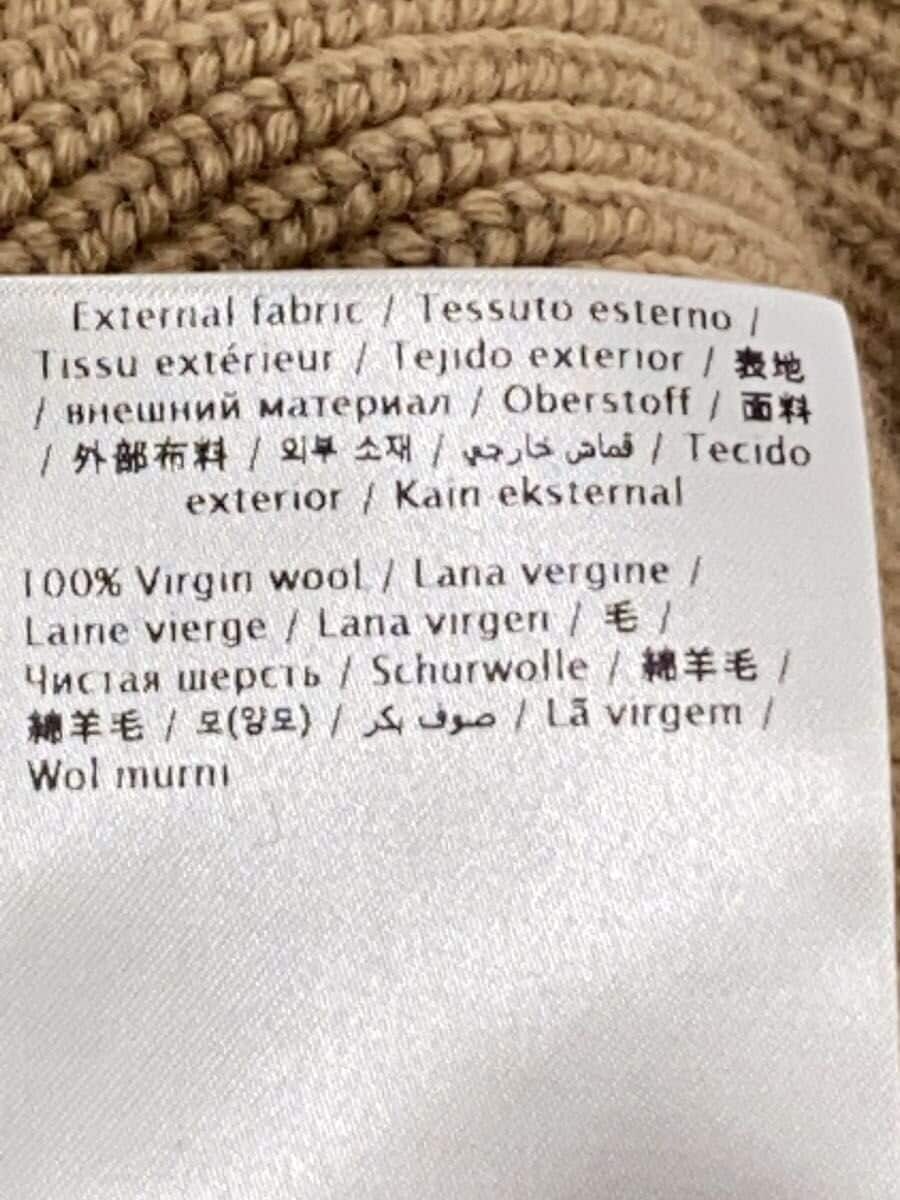 External fabric / Tessuto esterno /
Tissu extérieur / Tejido exterior / 表地
/ внешний материал / Oberstoff / 面料
/ 外部布料 / 외부 소재 / قماش خارجي / Tecido
exterior / Kain eksternal
100% Virgin wool / Lana vergine /
Laine vierge / Lana virgen / 毛 /
Чистая шерсть / Schurwolle / 綿羊毛 /
綿羊毛 / 모(양모) / صوف بكر / Lã virgem /
Wol murni